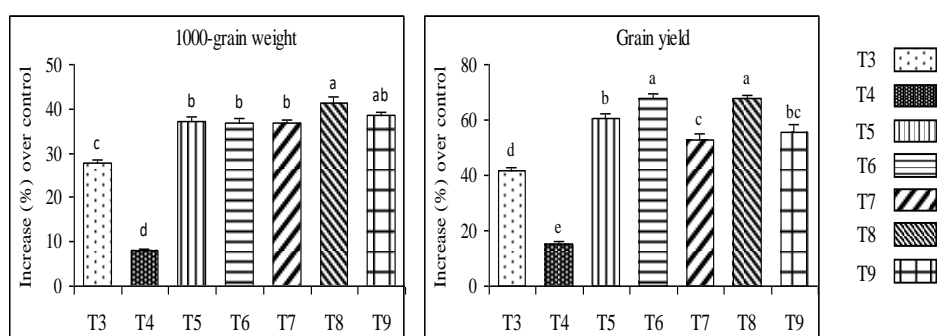 1000-grain weight
Increase (%) over control
50
40
30
20
10
0
c
d
b
b
b
a
ab
T3 T4 T5 T6 T7 T8 T9
Grain yield
Increase (%) over control
80
60
40
20
0
d
e
b
a
c
a
bc
T3 T4 T5 T6 T7 T8 T9
T3
T4
T5
T6
T7
T8
T9